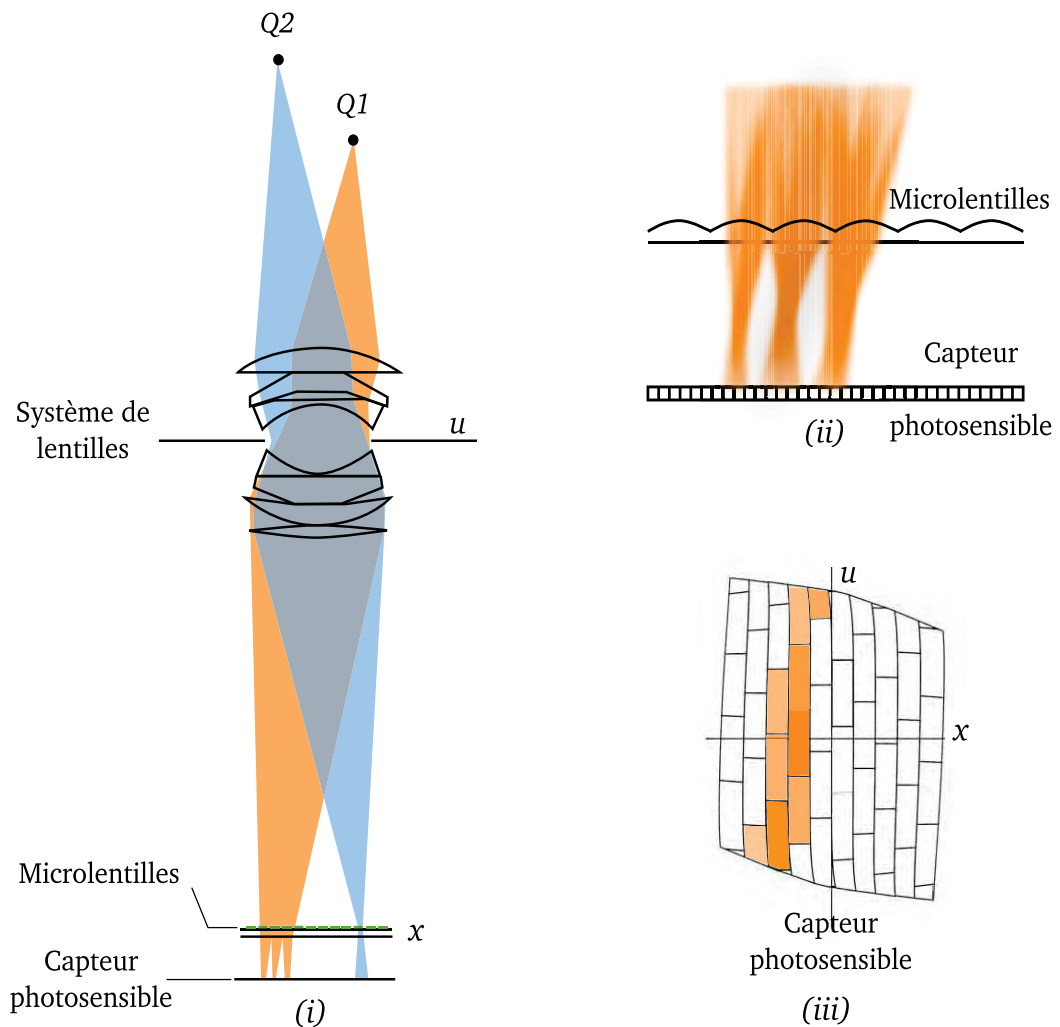 Q2
Q1
Système de
lentilles
u
Microlentilles
x
Capteur
photosensible
(i)
Microlentilles
Capteur
photosensible
(ii)
u
x
Capteur
photosensible
(iii)